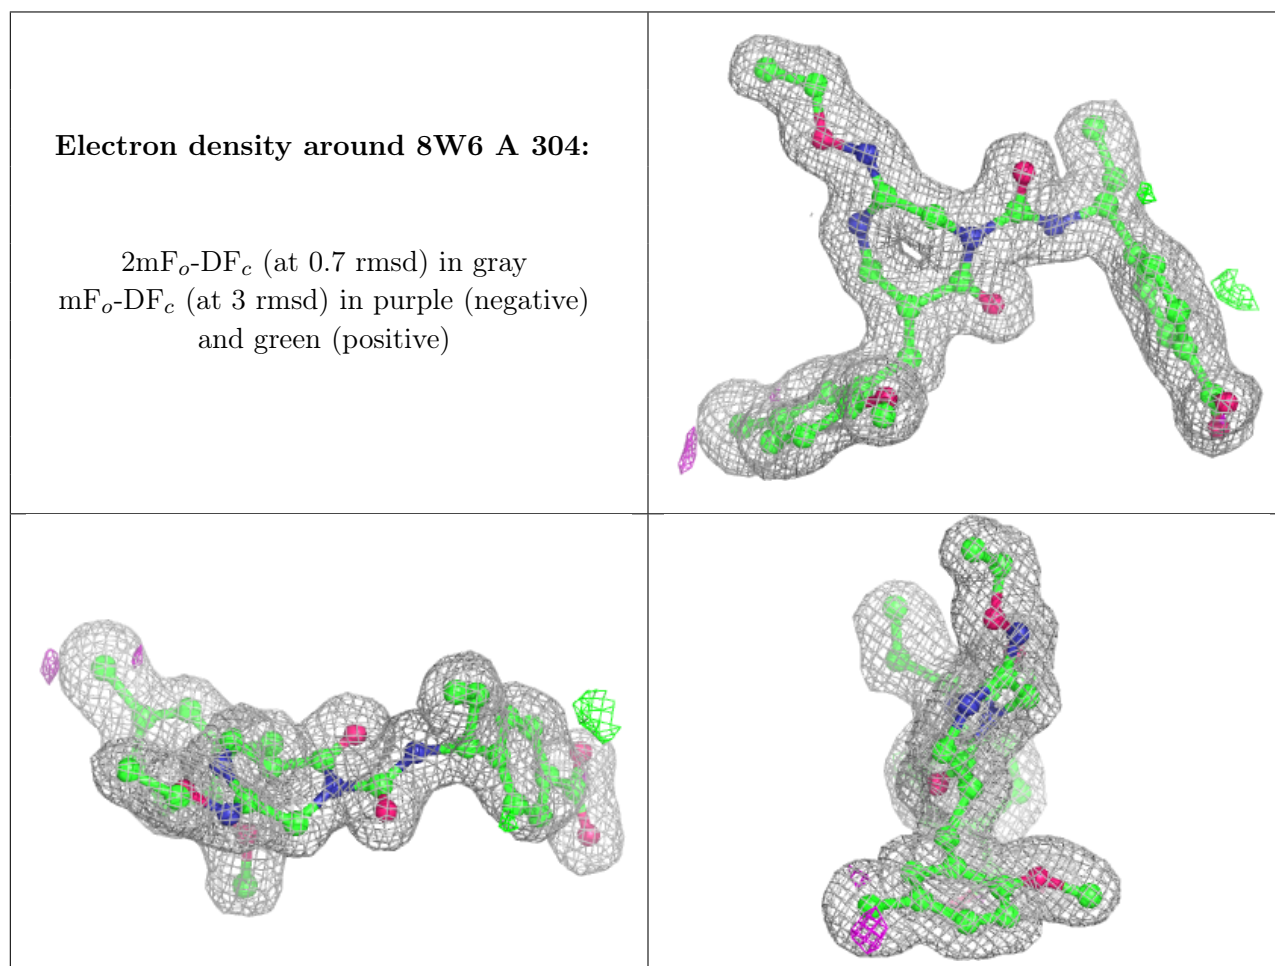 Electron density around 8W6 A 304:
2mFo-DFc (at 0.7 rmsd) in gray
mFo-DFc (at 3 rmsd) in purple (negative)
and green (positive)